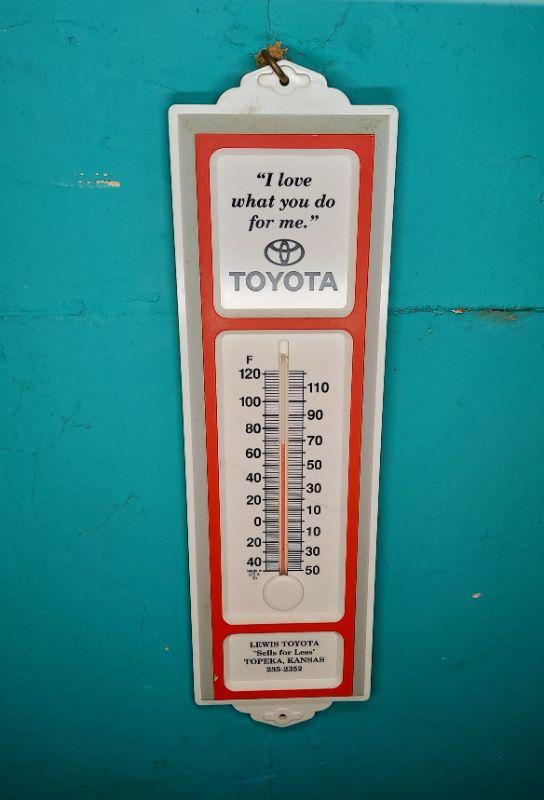 “I love
what you do
for me.”
TOYOTA
F
120
110
100
90
80
70
60
50
40
30
20
10
0
10
20
30
40
50
LEWIS TOYOTA
"Sells for Less'
TOPEKA, KANSAS
235-2352